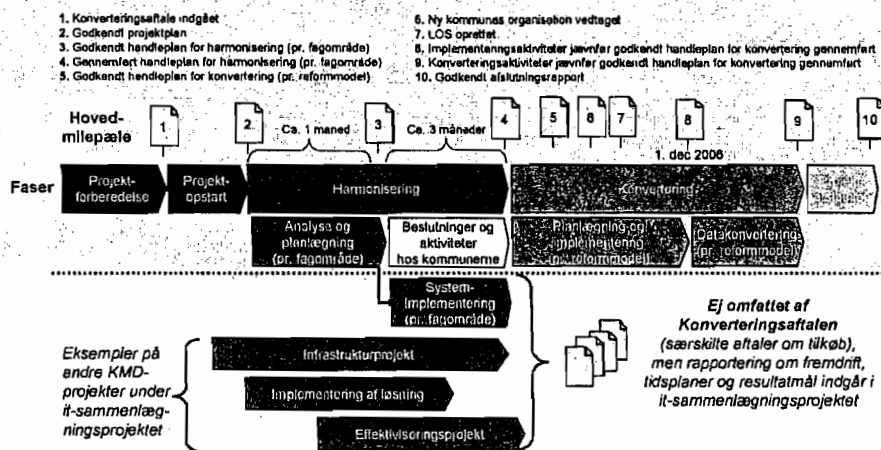 1. Konverteringsaftale indgået
2. Godkendt projektplan
3. Godkendt handleplan for harmonisering (pr. fagområde)
4. Gennemført handleplan for harmonisering (pr. fagområde)
5. Godkendt handleplan for konvertering (pr. reformmodel)
6. Ny kommunes organisation vedtaget
7. LOS oprettet
8. Implementeringsaktiviteter jævnfør godkendt handleplan for konvertering gennemført
9. Konverteringsaktiviteter jævnfør godkendt handleplan for konvertering gennemført
10. Godkendt afslutningsrapport
Hoved-
milepæle
1
2
Ca. 1 måned
3
Ca. 3 måneder
4
5
6
7
8
9
10
1. dec 2006
Faser
Projekt-
forberedelse
Projekt-
opstart
Harmonisering
Konvertering
Analyse og
planlægning
(pr. fagområde)
Beslutninger og
aktiviteter
hos kommunerne
Planlægning og
implementering
(pr. reformmodel)
Datakonvertering
(pr. reformmodel)
System-
implementering
(pr. fagområde)
Eksempler på
andre KMD-
projekter under
it-sammenlæg-
ningsprojektet
Infrastrukturprojekt
Implementering af løsning
Effektiviseringsprojekt
Ej omfattet af
Konverteringsaftalen
(særskilte aftaler om tilkøb),
men rapportering om fremdrift,
tidsplaner og resultatmål indgår i
it-sammenlægningsprojektet